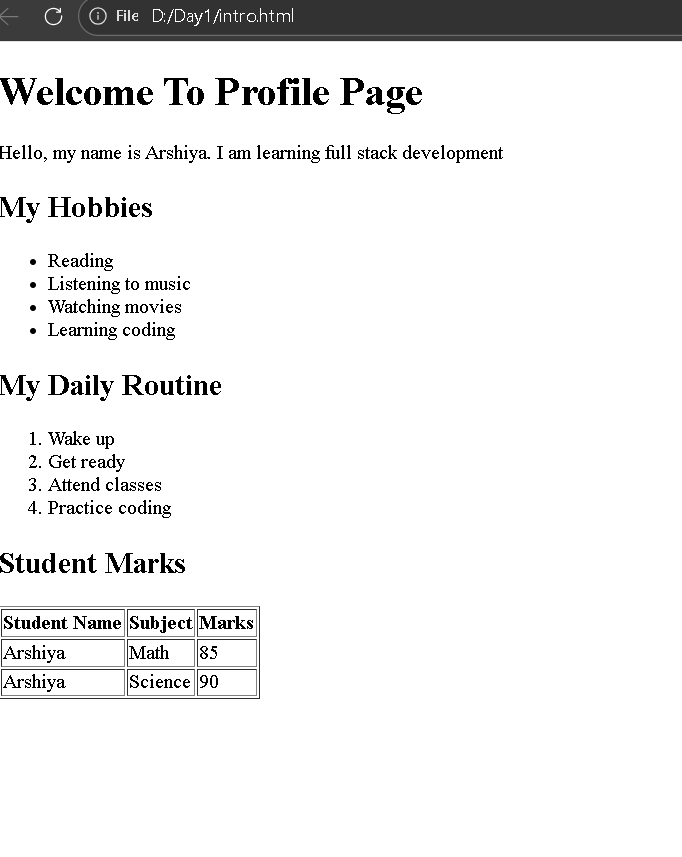 File D:/Day1/intro.html
Welcome To Profile Page
Hello, my name is Arshiya. I am learning full stack development
My Hobbies
Reading
Listening to music
Watching movies
Learning coding
My Daily Routine
1. Wake up
2. Get ready
3. Attend classes
4. Practice coding
Student Marks
Student Name Subject Marks
Arshiya Math 85
Arshiya Science 90